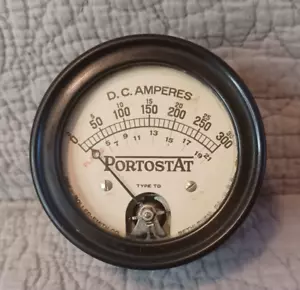 D.C. AMPERES
5 10 15 20 25 30
0 50 100 150 200 250 300
5 7 9 11 13 15 17 19 21
PORTOSTAT
TYPE TD